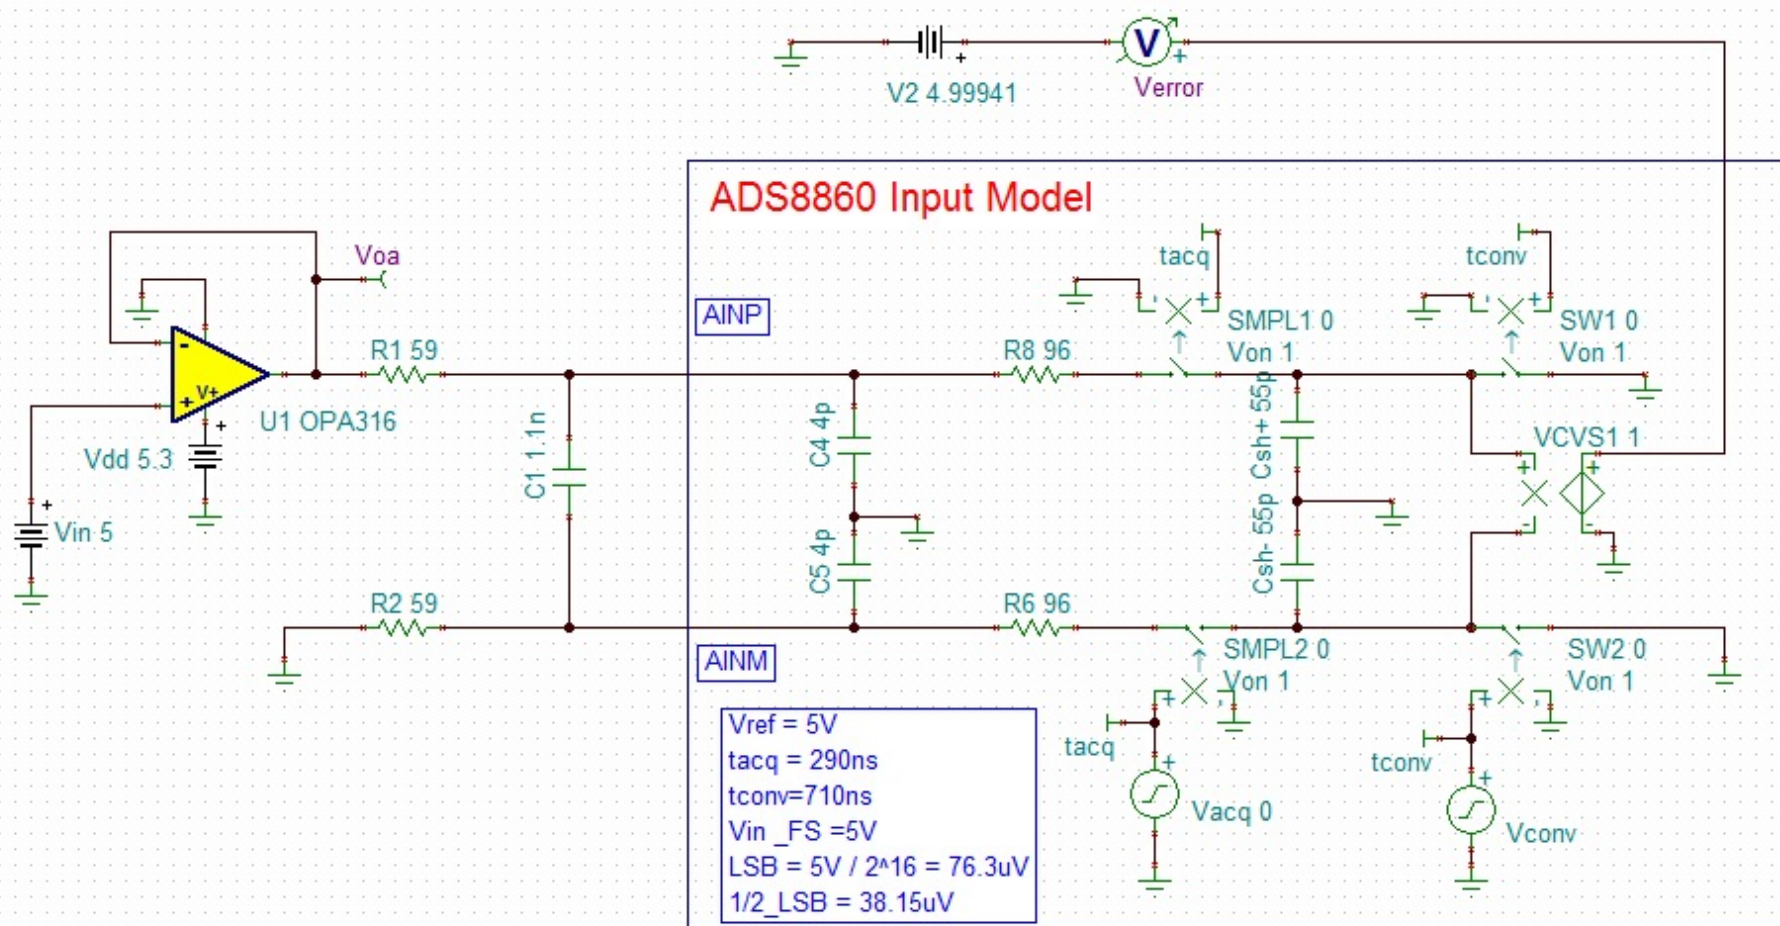 V
+
+
V2 4.99941
Verror
ADS8860 Input Model
Voa
tacq
tconv
AINP
- +
- +
SMPL1 0
Von 1
SW1 0
Von 1
R1 59
R8 96
-
+ V+
U1 OPA316
+
Vdd 5.3
C1 1.1n
C4 4p
Csh+ 55p
VCVS1 1
+ +
- -
+
Vin 5
C5 4p
Csh- 55p
R2 59
R6 96
AINM
SMPL2 0
Von 1
SW2 0
Von 1
+ -
+ -
Vref = 5V
tacq = 290ns
tconv=710ns
Vin _FS =5V
LSB = 5V / 2^16 = 76.3uV
1/2_LSB = 38.15uV
tacq
+
Vacq 0
tconv
+
Vconv